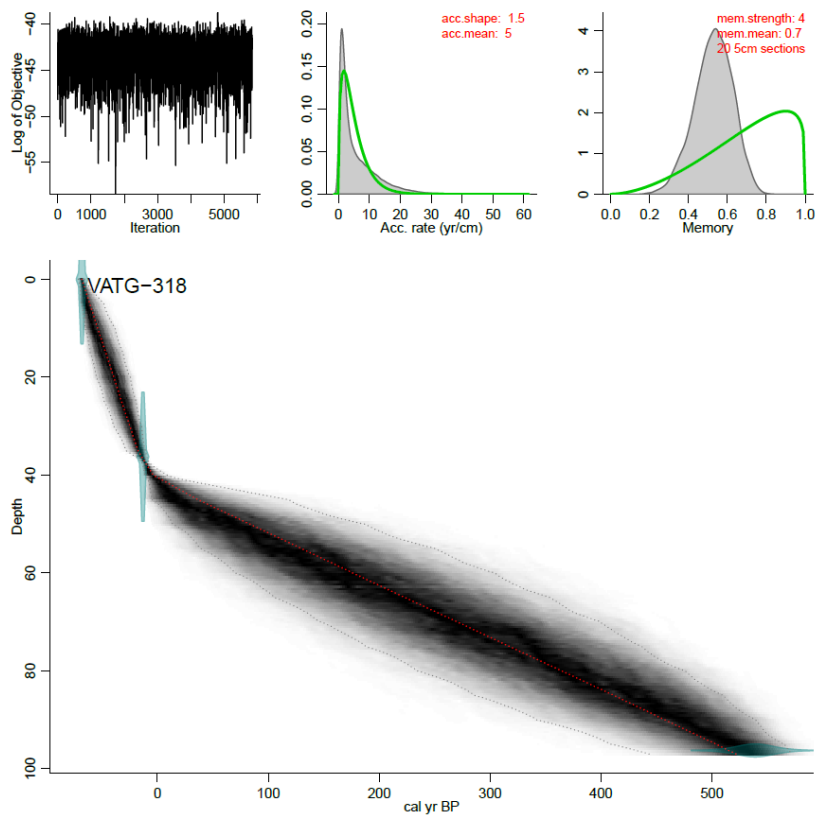 −55 −50 −45 −40
Log of Objective
0 1000 3000 5000
Iteration
0.00 0.05 0.10 0.15 0.20
acc.shape: 1.5
acc.mean: 5
0 10 20 30 40 50 60
Acc. rate (yr/cm)
0 1 2 3 4
mem.strength: 4
mem.mean: 0.7
20 5cm sections
0.0 0.2 0.4 0.6 0.8 1.0
Memory
VATG−318
100 80 60 40 20 0
Depth
0 100 200 300 400 500
cal yr BP